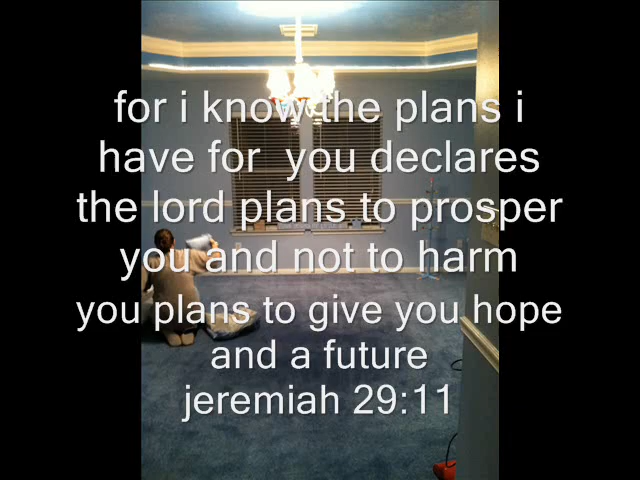 for i know the plans i
have for  you declares
the lord plans to prosper
you and not to harm
you plans to give you hope
and a future
jeremiah 29:11